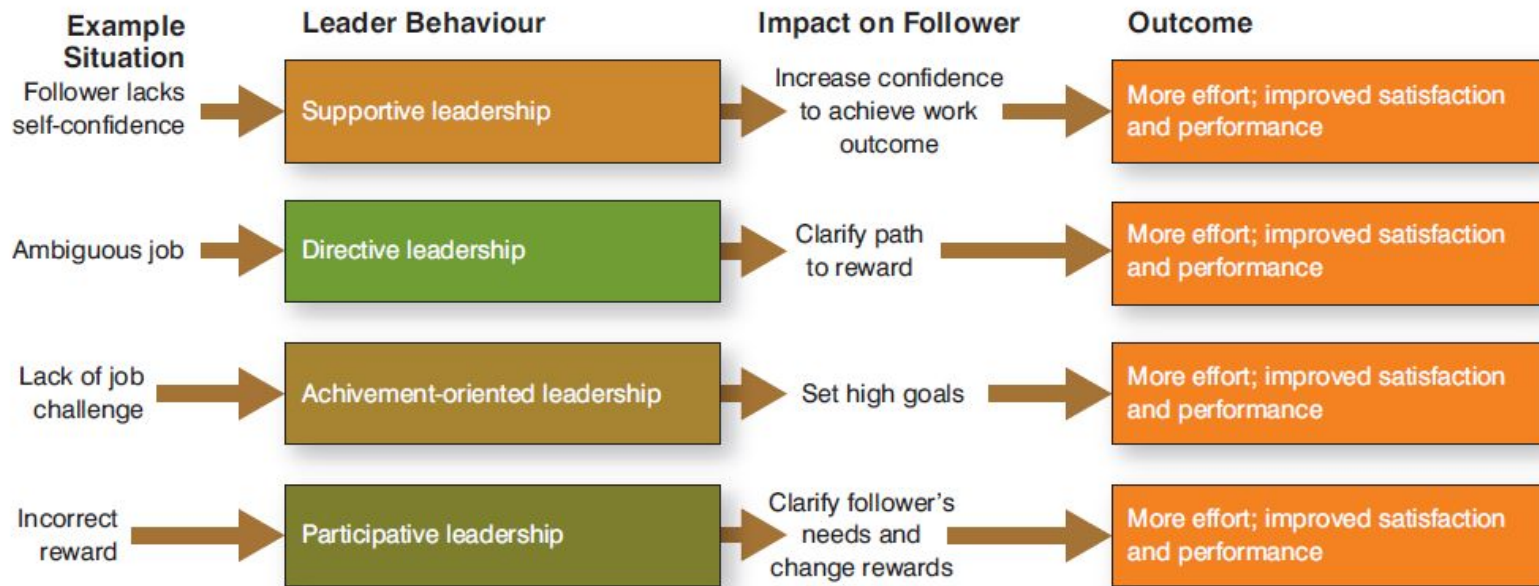 Example
Situation
Leader Behaviour
Impact on Follower
Outcome
Follower lacks
self-confidence
Supportive leadership
Increase confidence
to achieve work
outcome
More effort; improved satisfaction
and performance
Ambiguous job
Directive leadership
Clarify path
to reward
More effort; improved satisfaction
and performance
Lack of job
challenge
Achivement-oriented leadership
Set high goals
More effort; improved satisfaction
and performance
Incorrect
reward
Participative leadership
Clarify follower's
needs and
change rewards
More effort; improved satisfaction
and performance